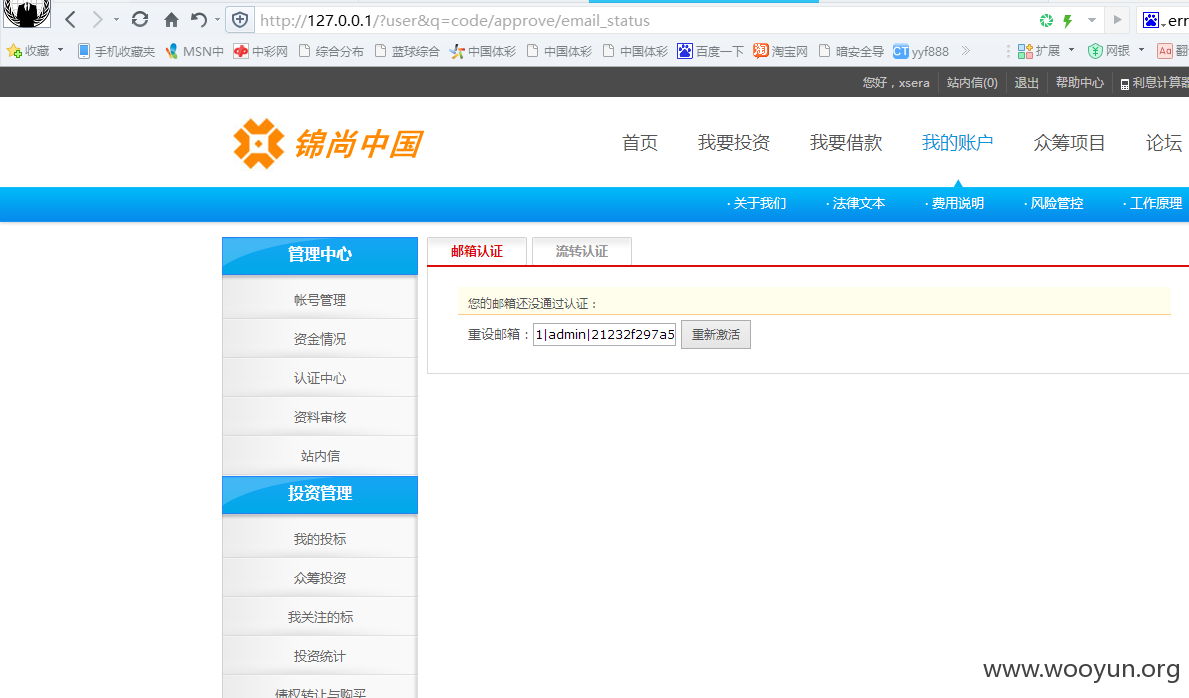 http://127.0.0.1/?user&q=code/approve/email_status
err
收藏 手机收藏夹 MSN中 中彩网 综合分布 蓝球综合 中国体彩 中国体彩 中国体彩 百度一下 淘宝网 暗安全导 yyf888 扩展 网银 翻
您好，xsera 站内信(0) 退出 帮助中心 利息计算器
锦尚中国
首页 我要投资 我要借款 我的账户 众筹项目 论坛
· 关于我们 · 法律文本 · 费用说明 · 风险管控 · 工作原理
管理中心
帐号管理
资金情况
认证中心
资料审核
站内信
投资管理
我的投标
众筹投资
我关注的标
投资统计
债权转让与购买
邮箱认证 流转认证
您的邮箱还没通过认证：
重设邮箱：1|admin|21232f297a5 重新激活
www.wooyun.org